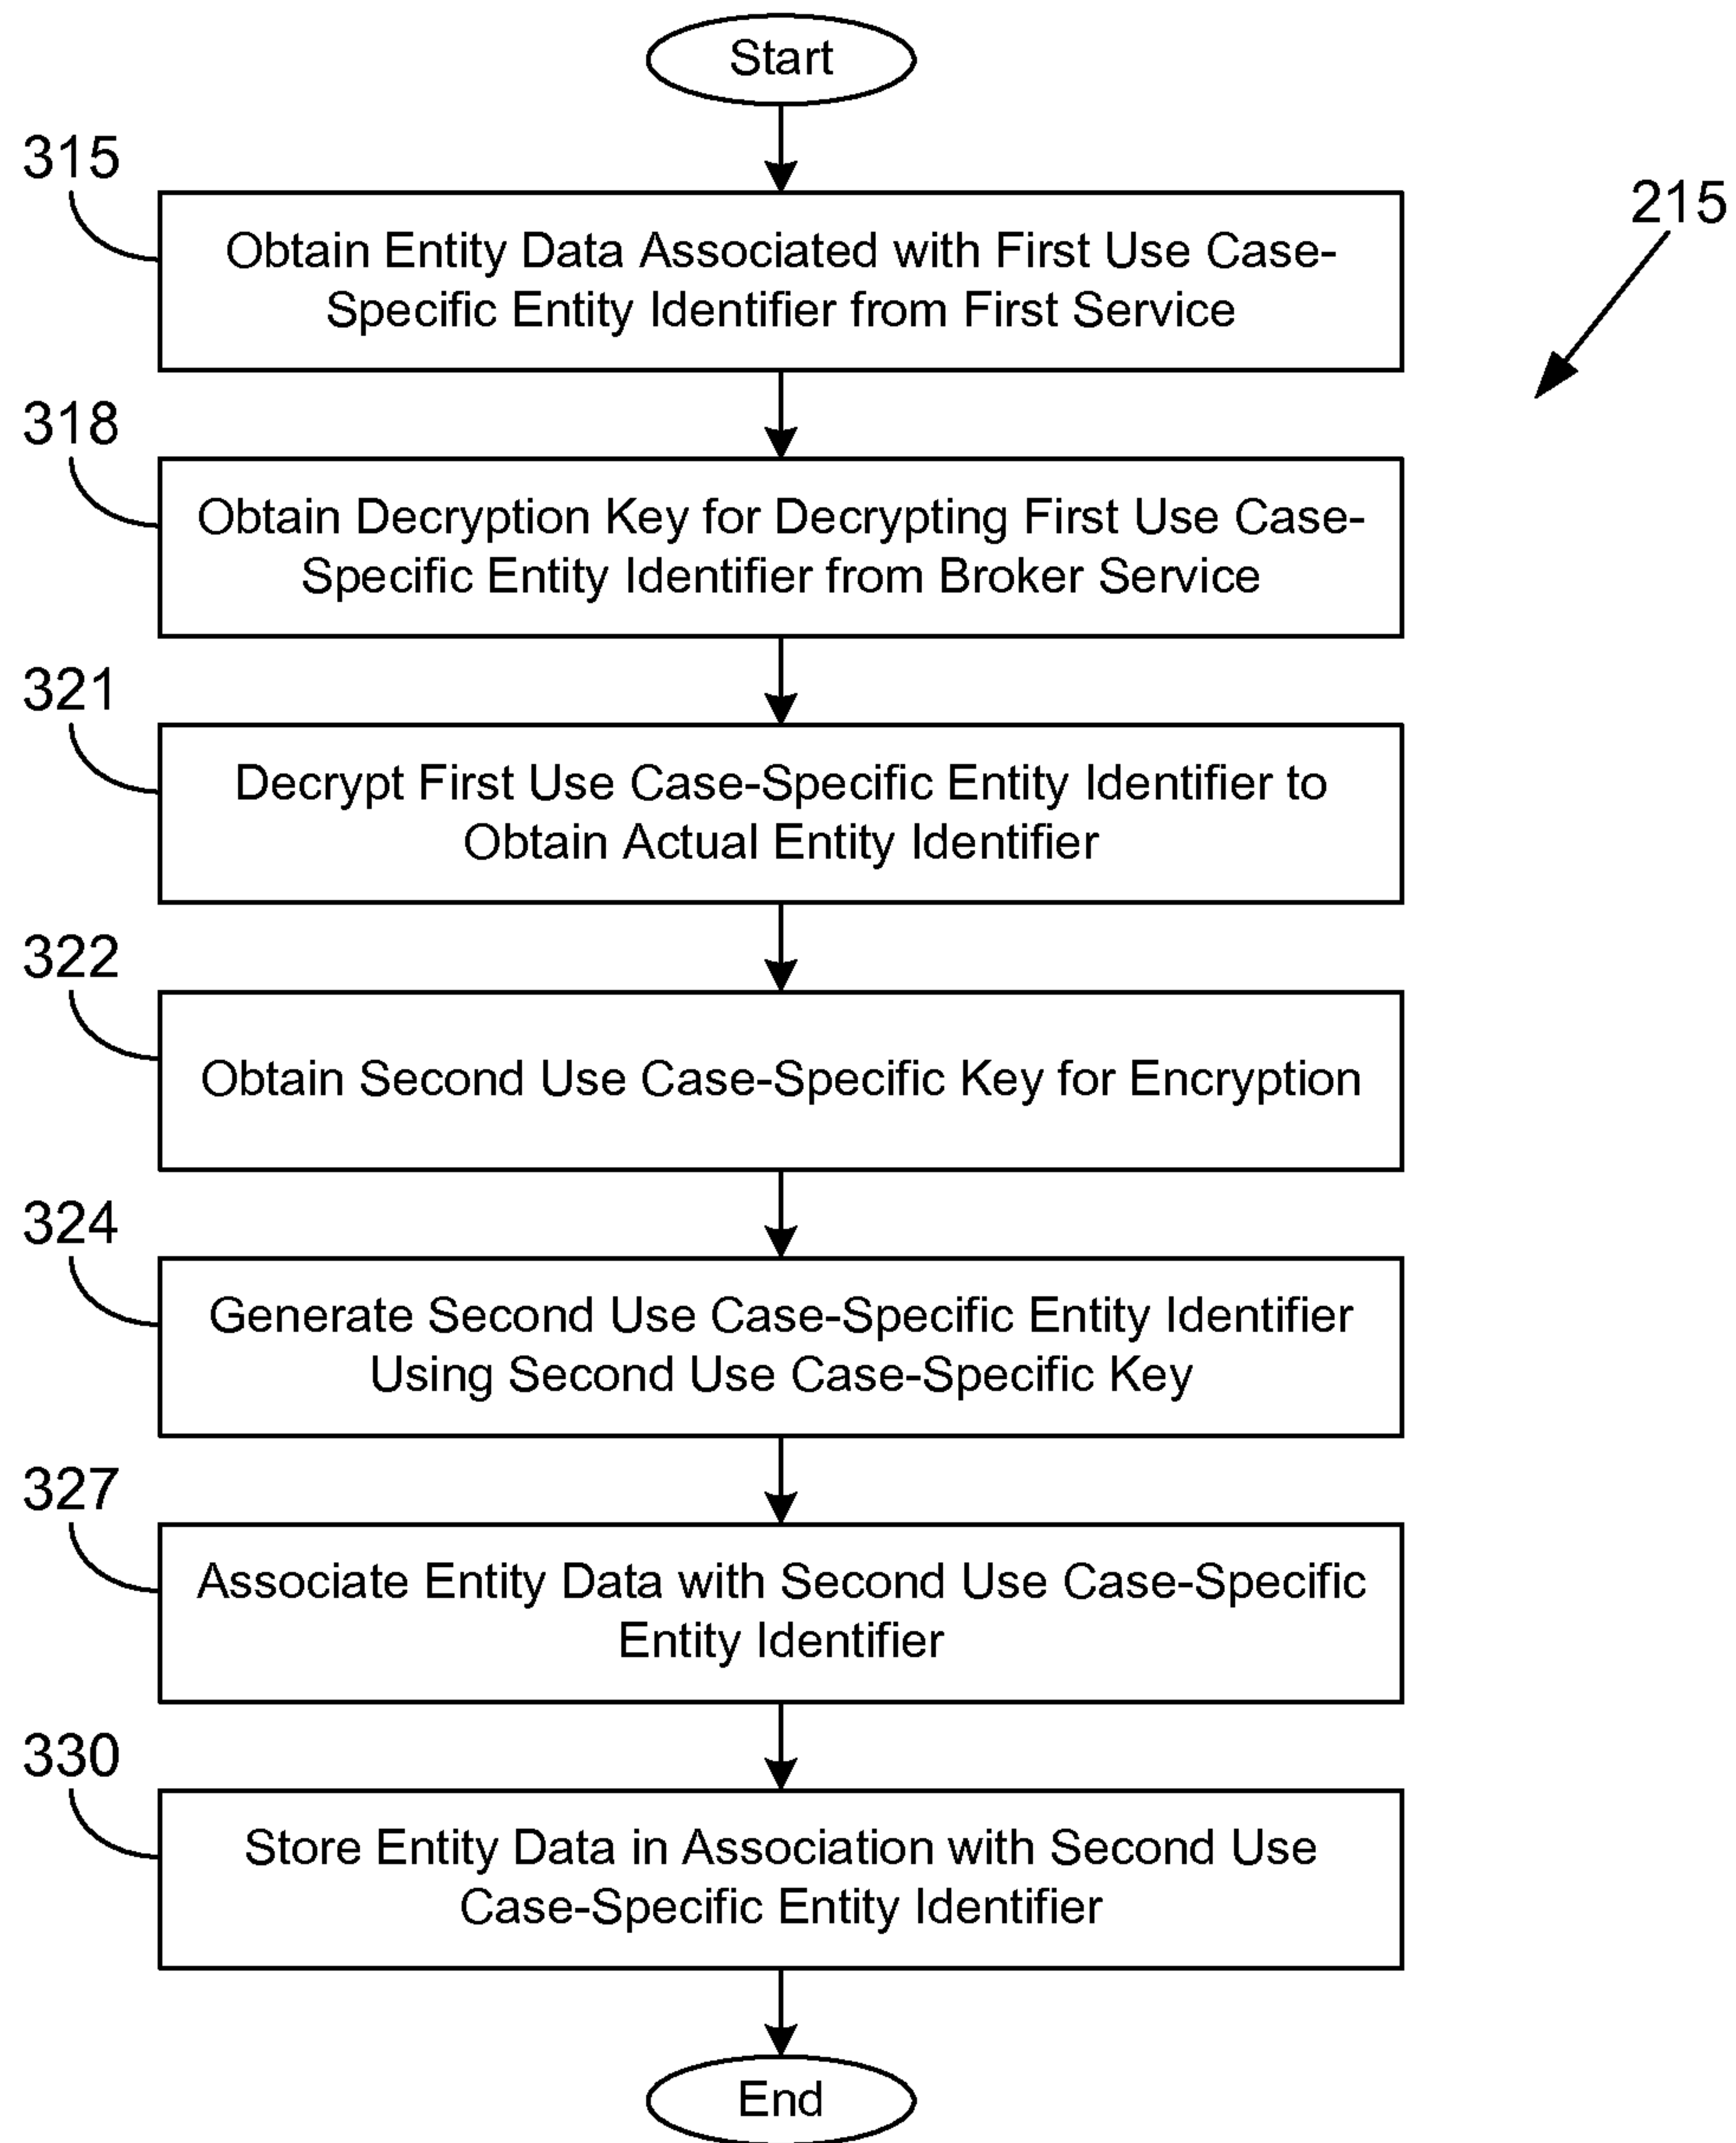 Start
315
215
Obtain Entity Data Associated with First Use Case-
Specific Entity Identifier from First Service
318
Obtain Decryption Key for Decrypting First Use Case-
Specific Entity Identifier from Broker Service
321
Decrypt First Use Case-Specific Entity Identifier to
Obtain Actual Entity Identifier
322
Obtain Second Use Case-Specific Key for Encryption
324
Generate Second Use Case-Specific Entity Identifier
Using Second Use Case-Specific Key
327
Associate Entity Data with Second Use Case-Specific
Entity Identifier
330
Store Entity Data in Association with Second Use
Case-Specific Entity Identifier
End